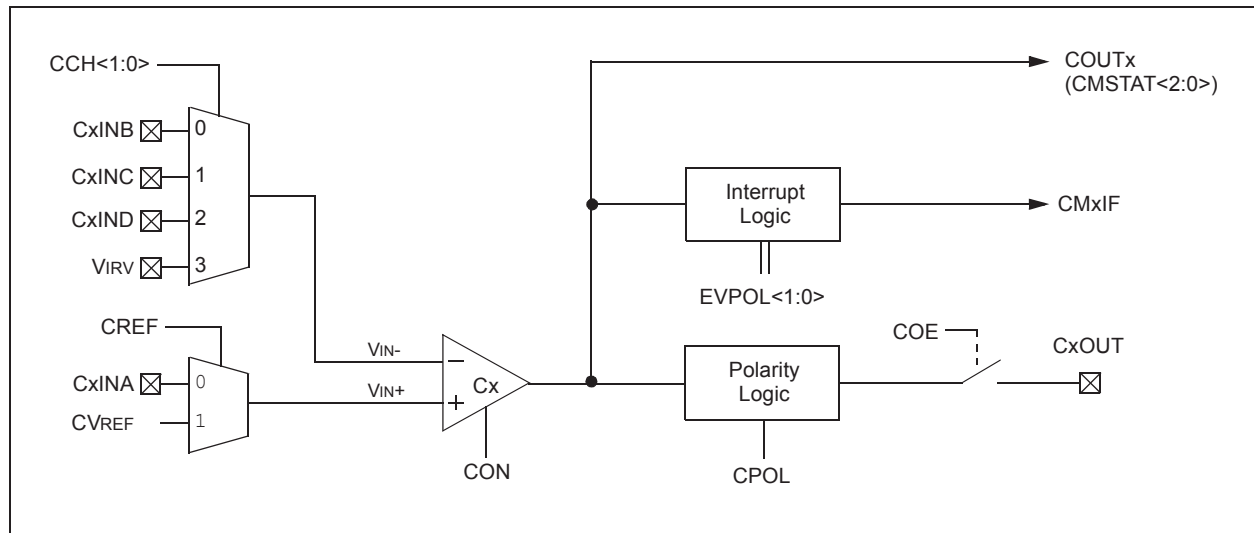 CCH<1:0>
CxINB
0
CxINC
1
CxIND
2
VIRV
3
CREF
CxINA
0
CVREF
1
VIN-
VIN+
–
+
Cx
CON
COUTx
(CMSTAT<2:0>)
Interrupt
Logic
CMxIF
EVPOL<1:0>
COE
CxOUT
Polarity
Logic
CPOL